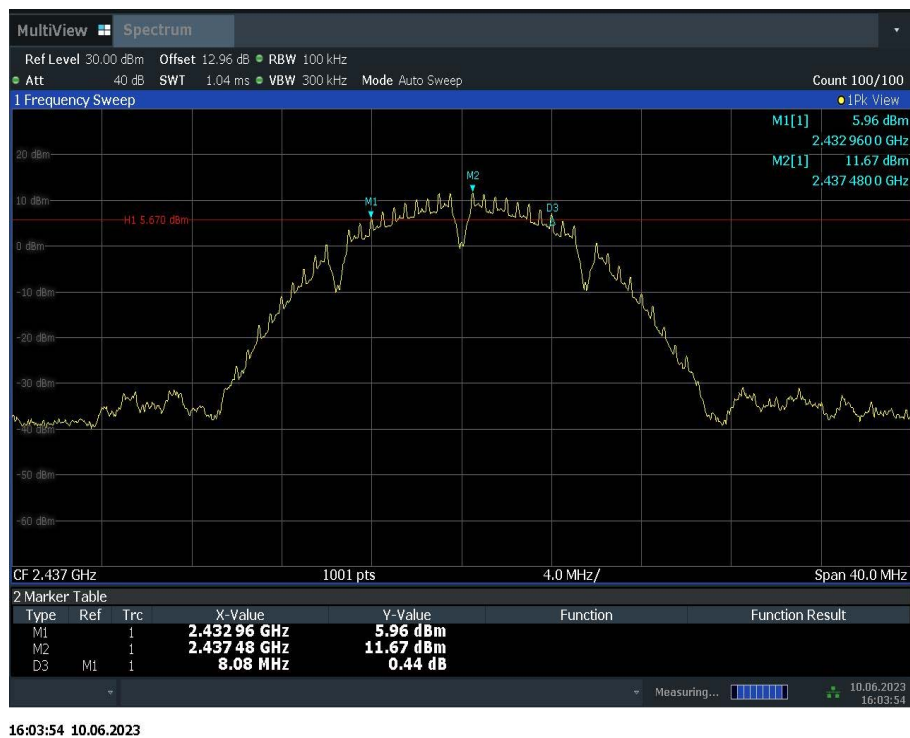 MultiView Spectrum
Ref Level 30.00 dBm Offset 12.96 dB RBW 100 kHz
Att 40 dB SWT 1.04 ms VBW 300 kHz Mode Auto Sweep Count 100/100
1 Frequency Sweep 1Pk View
M1[1] 5.96 dBm
2.432 960 0 GHz
M2[1] 11.67 dBm
2.437 480 0 GHz
20 dBm
M2
10 dBm
M1
D3
H1 5.670 dBm
0 dBm
-10 dBm
-20 dBm
-30 dBm
-40 dBm
-50 dBm
-60 dBm
CF 2.437 GHz 1001 pts 4.0 MHz/ Span 40.0 MHz
2 Marker Table
Type Ref Trc X-Value Y-Value Function Function Result
M1 1 2.432 96 GHz 5.96 dBm
M2 1 2.437 48 GHz 11.67 dBm
D3 M1 1 8.08 MHz 0.44 dB
Measuring... 10.06.2023
16:03:54
16:03:54 10.06.2023